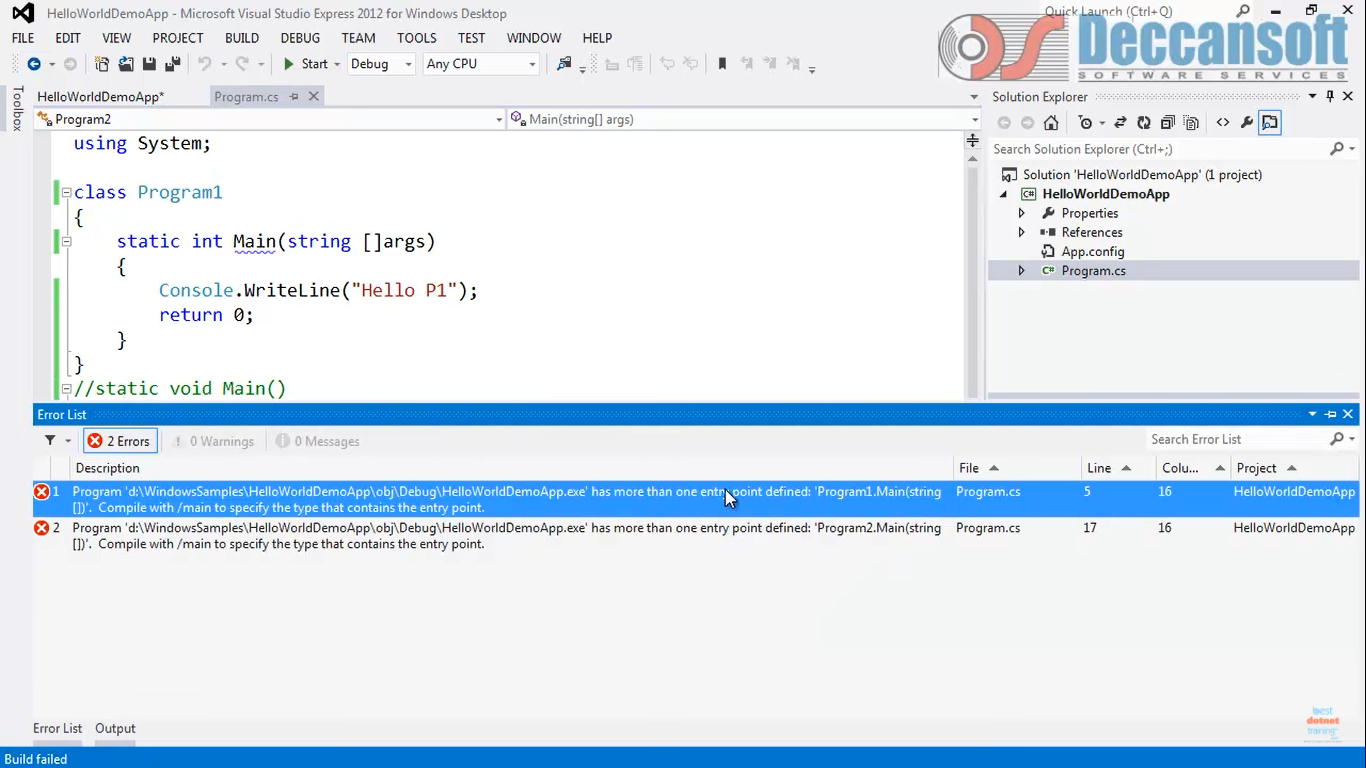 HelloWorldDemoApp - Microsoft Visual Studio Express 2012 for Windows Desktop
Quick Launch (Ctrl+Q)
FILE EDIT VIEW PROJECT BUILD DEBUG TEAM TOOLS TEST WINDOW HELP
Deccansoft
SOFTWARE SERVICES
Start Debug Any CPU
Toolbox
HelloWorldDemoApp* Program.cs
Program2 Main(string[] args)
using System;
class Program1
{
static int Main(string []args)
{
Console.WriteLine("Hello P1");
return 0;
}
}
//static void Main()
Solution Explorer
Search Solution Explorer (Ctrl+;)
Solution 'HelloWorldDemoApp' (1 project)
C# HelloWorldDemoApp
Properties
References
App.config
C# Program.cs
Error List
2 Errors 0 Warnings 0 Messages
Search Error List
Description File Line Colu... Project
1 Program 'd:\WindowsSamples\HelloWorldDemoApp\obj\Debug\HelloWorldDemoApp.exe' has more than one entry point defined: 'Program1.Main(string Program.cs 5 16 HelloWorldDemoApp
[])'. Compile with /main to specify the type that contains the entry point.
2 Program 'd:\WindowsSamples\HelloWorldDemoApp\obj\Debug\HelloWorldDemoApp.exe' has more than one entry point defined: 'Program2.Main(string Program.cs 17 16 HelloWorldDemoApp
[])'. Compile with /main to specify the type that contains the entry point.
Error List Output
best
dotnet
training
Build failed